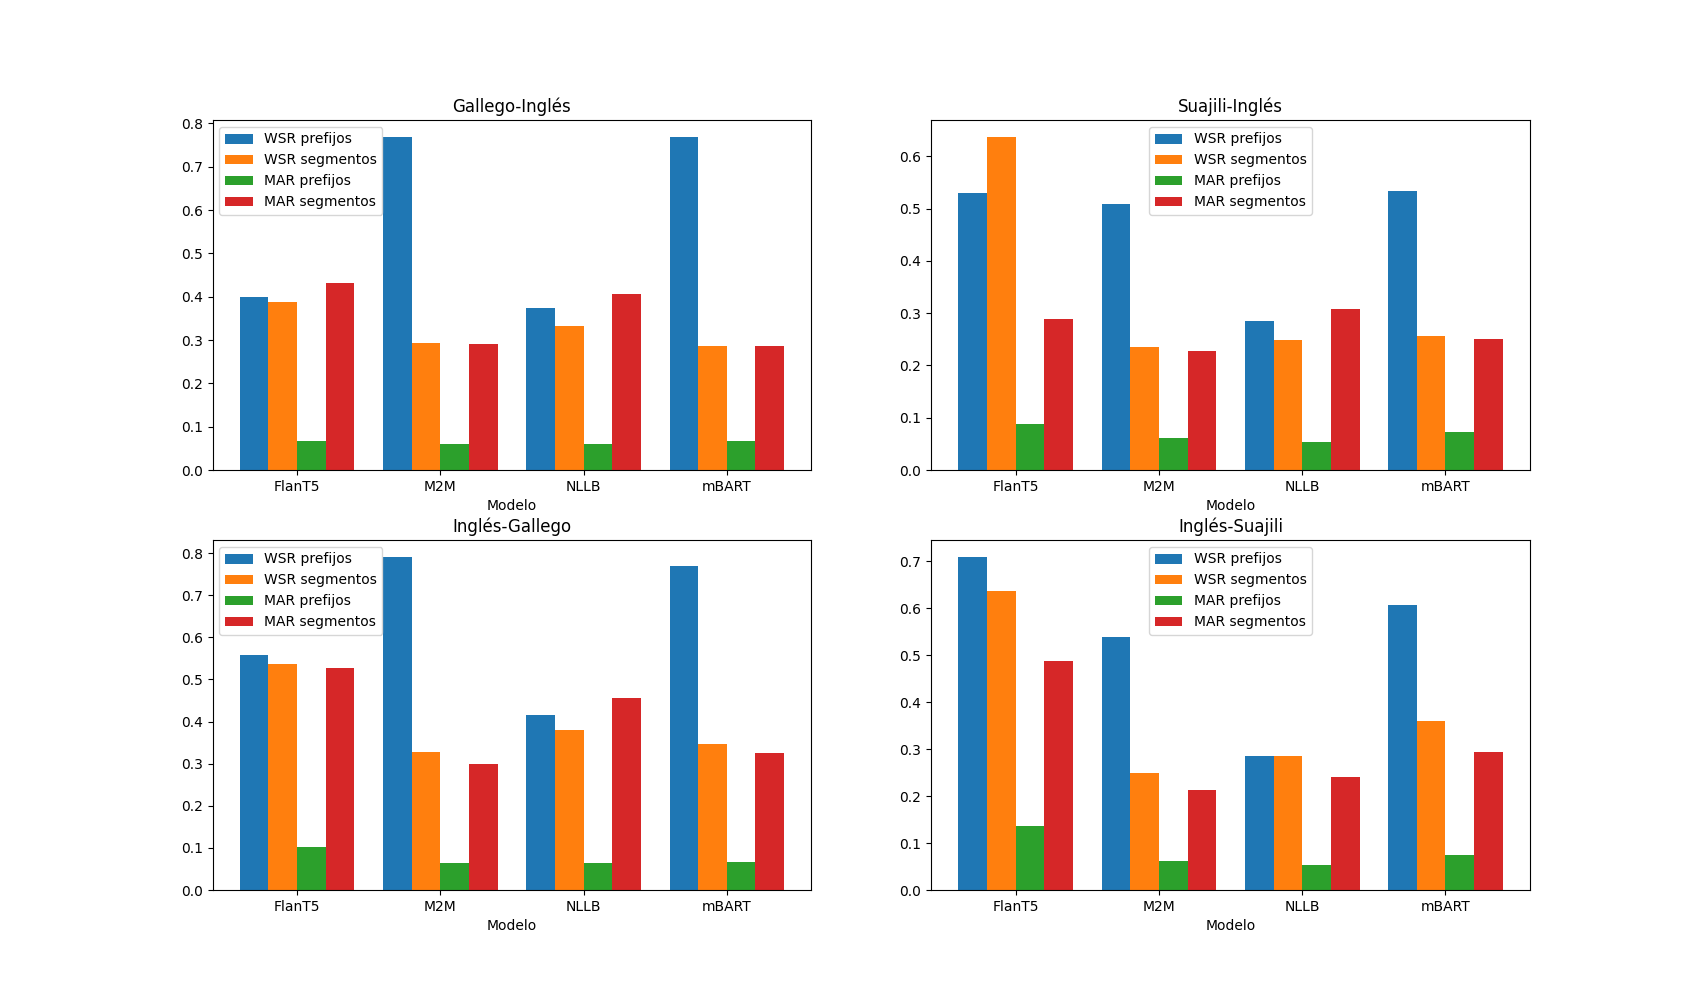 Gallego-Inglés
0.8
0.7
0.6
0.5
0.4
0.3
0.2
0.1
0.0
WSR prefijos
WSR segmentos
MAR prefijos
MAR segmentos
FlanT5 M2M NLLB mBART
Modelo
Suajili-Inglés
0.6
0.5
0.4
0.3
0.2
0.1
0.0
WSR prefijos
WSR segmentos
MAR prefijos
MAR segmentos
FlanT5 M2M NLLB mBART
Modelo
Inglés-Gallego
0.8
0.7
0.6
0.5
0.4
0.3
0.2
0.1
0.0
WSR prefijos
WSR segmentos
MAR prefijos
MAR segmentos
FlanT5 M2M NLLB mBART
Modelo
Inglés-Suajili
0.7
0.6
0.5
0.4
0.3
0.2
0.1
0.0
WSR prefijos
WSR segmentos
MAR prefijos
MAR segmentos
FlanT5 M2M NLLB mBART
Modelo